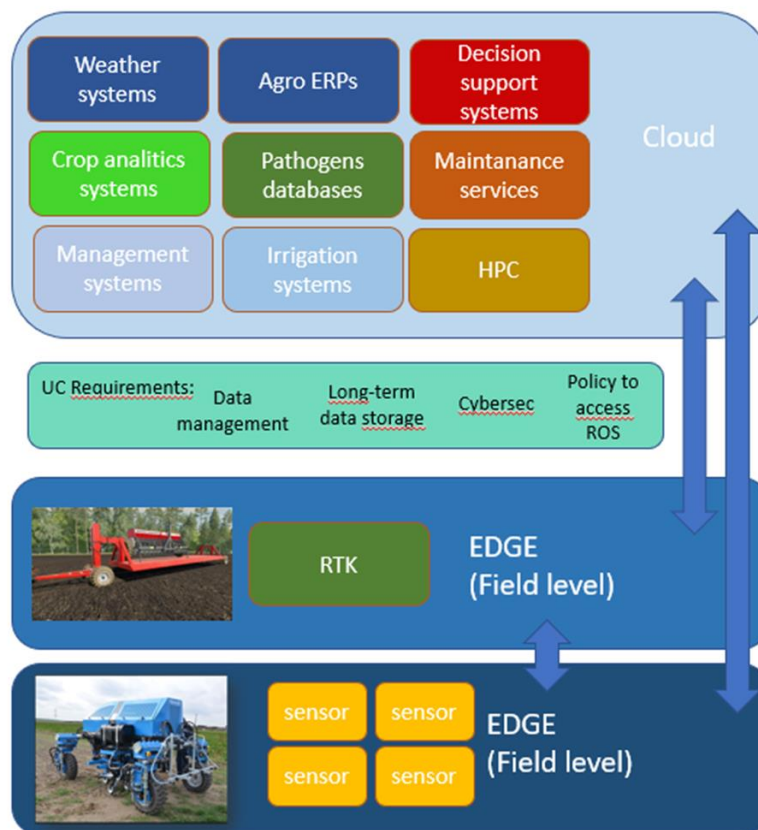 Weather
systems
Agro ERPs
Decision
support
systems
Crop analitics
systems
Pathogens
databases
Maintanance
services
Management
systems
Irrigation
systems
HPC
Cloud
UC Requirements:
Data
management
Long-term
data storage
Cybersec
Policy to
access
ROS
RTK
EDGE
(Field level)
sensor
sensor
sensor
sensor
EDGE
(Field level)